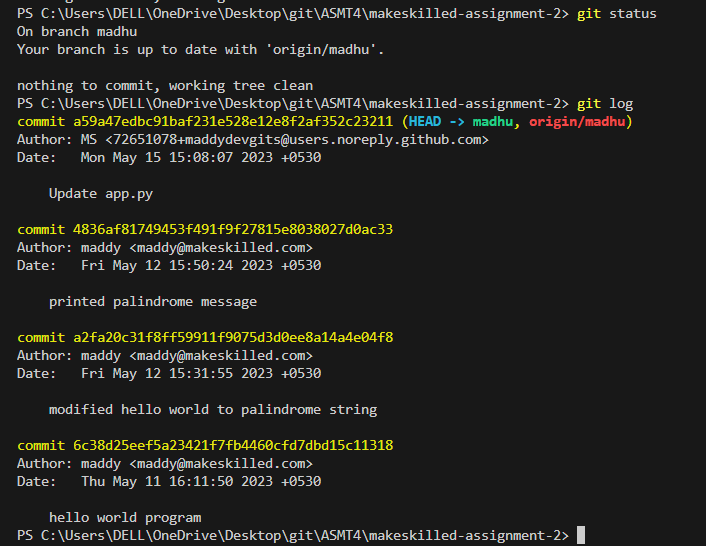 PS C:\Users\DELL\OneDrive\Desktop\git\ASMT4\makeskilled-assignment-2> git status
On branch madhu
Your branch is up to date with 'origin/madhu'.
nothing to commit, working tree clean
PS C:\Users\DELL\OneDrive\Desktop\git\ASMT4\makeskilled-assignment-2> git log
commit a59a47edbc91baf231e528e12e8f2af352c23211 (HEAD -> madhu, origin/madhu)
Author: MS <72651078+maddydevgits@users.noreply.github.com>
Date:   Mon May 15 15:08:07 2023 +0530
    Update app.py
commit 4836af81749453f491f9f27815e8038027d0ac33
Author: maddy <maddy@makeskilled.com>
Date:   Fri May 12 15:50:24 2023 +0530
    printed palindrome message
commit a2fa20c31f8ff59911f9075d3d0ee8a14a4e04f8
Author: maddy <maddy@makeskilled.com>
Date:   Fri May 12 15:31:55 2023 +0530
    modified hello world to palindrome string
commit 6c38d25eef5a23421f7fb4460cfd7dbd15c11318
Author: maddy <maddy@makeskilled.com>
Date:   Thu May 11 16:11:50 2023 +0530
    hello world program
PS C:\Users\DELL\OneDrive\Desktop\git\ASMT4\makeskilled-assignment-2>